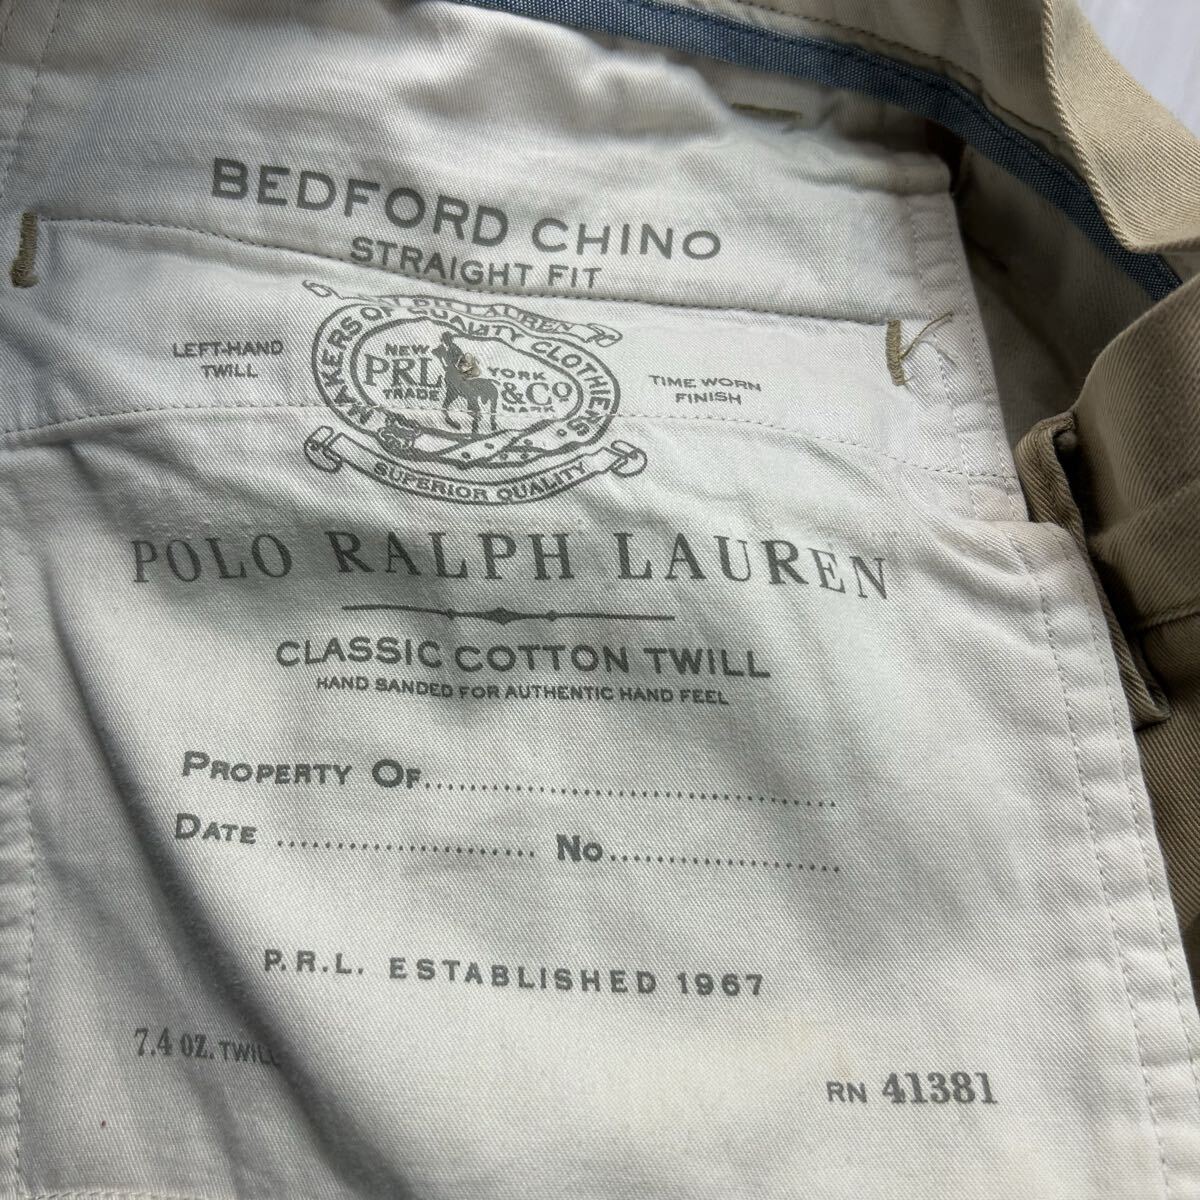 BEDFORD CHINO
STRAIGHT FIT
RALPH LAUREN
MAKERS OF QUALITY CLOTHIENS.
LEFT-HAND
TWILL
NEW YORK
PRL &Co
TRADE MARK
TIME WORN
FINISH
SUPERIOR QUALITY
POLO RALPH LAUREN
CLASSIC COTTON TWILL
HAND SANDED FOR AUTHENTIC HAND FEEL
PROPERTY OF........................................
DATE ....................... No.......................
P.R.L. ESTABLISHED 1967
7.4 OZ. TWILL
RN 41381